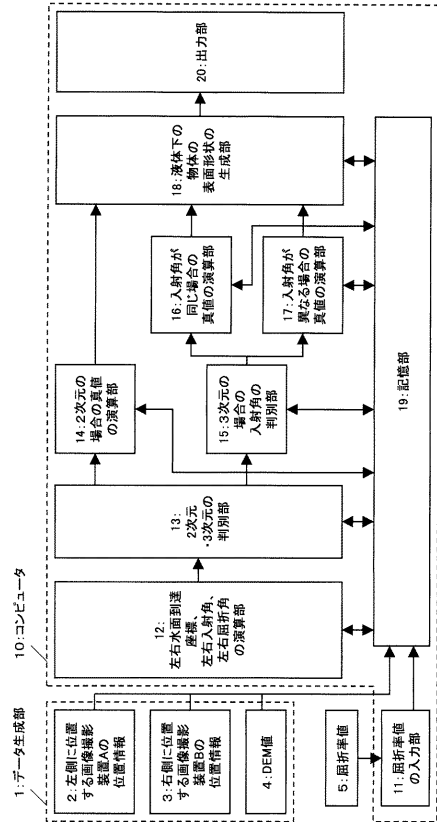 1:データ生成部
2:左側に位置
する画像撮影
装置Aの
位置情報
3:右側に位置
する画像撮影
装置Bの
位置情報
4:DEM値
5:屈折率値
10:コンピュータ
11:屈折率値
の入力部
12:
左右水面到達
座標、
左右入射角、
左右屈折角
の演算部
13:
2次元
・3次元の
判別部
14:2次元の
場合の真値
の演算部
15:3次元の
場合の
入射角の
判別部
16:入射角が
同じ場合の
真値の演算部
17:入射角が
異なる場合の
真値の演算部
18:液体下の
物体の
表面形状の
生成部
19:記憶部
20:出力部